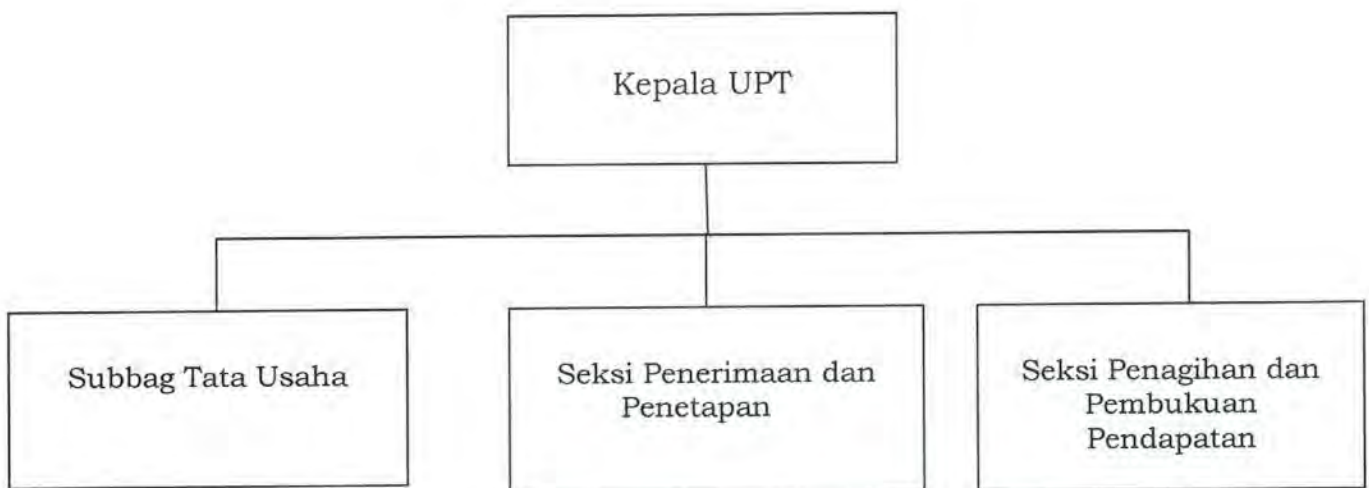 Kepala UPT
Subbag Tata Usaha
Seksi Penerimaan dan
Penetapan
Seksi Penagihan dan
Pembukuan
Pendapatan